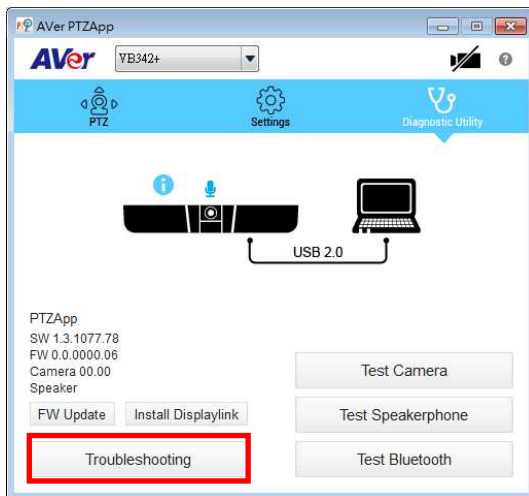 AVer PTZApp
AVer VB342+ ?
PTZ Settings Diagnostic Utility
i
USB 2.0
PTZApp
SW 1.3.1077.78
FW 0.0.0000.06
Camera 00.00
Speaker
FW Update Install Displaylink
Troubleshooting
Test Camera
Test Speakerphone
Test Bluetooth